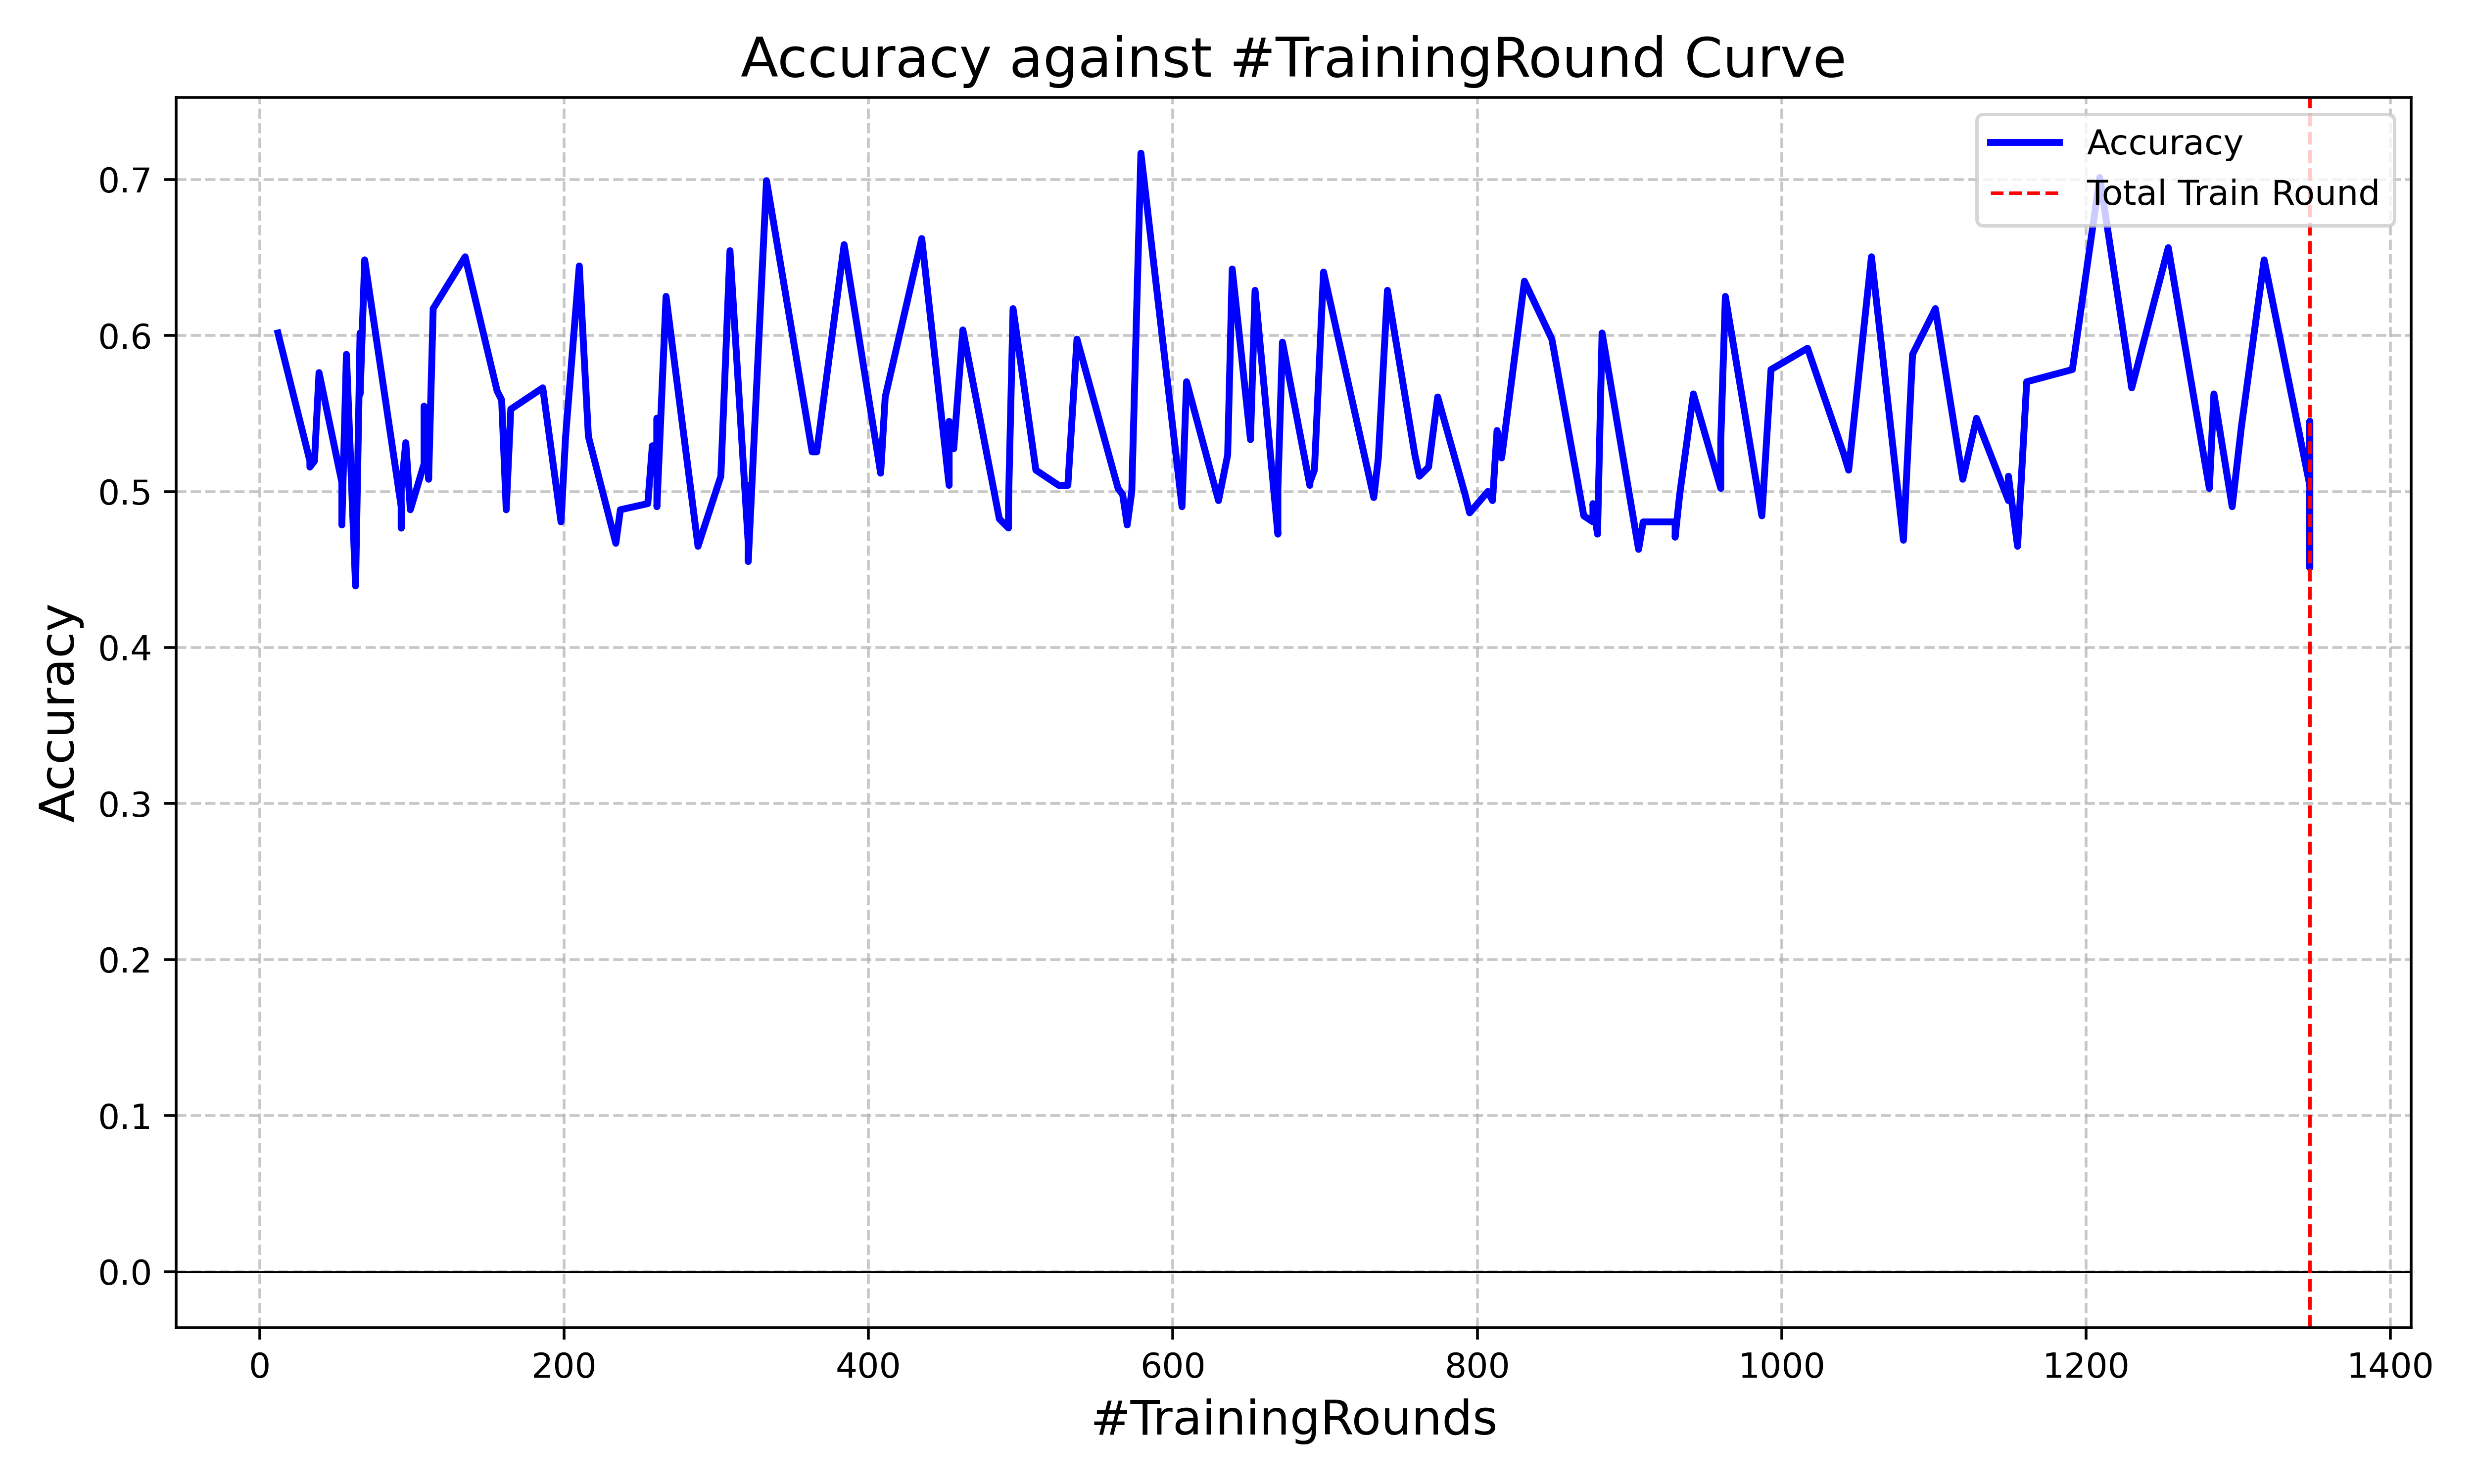 Accuracy against #TrainingRound Curve
Accuracy
Total Train Round
Accuracy
0.7
0.6
0.5
0.4
0.3
0.2
0.1
0.0
0 200 400 600 800 1000 1200 1400
#TrainingRounds